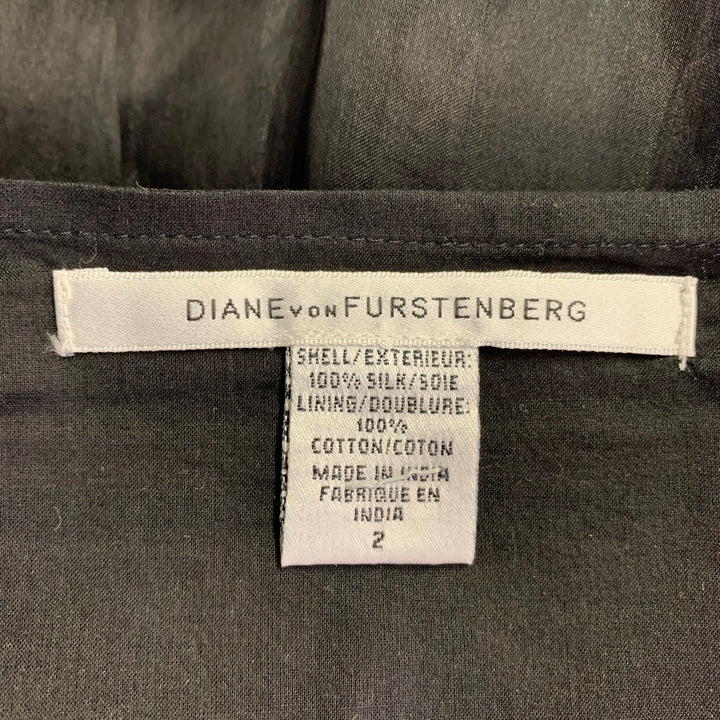 DIANE VON FURSTENBERG
SHELL/EXTERIEUR:
100% SILK/SOIE
LINING/DOUBLURE:
100%
COTTON/COTON
MADE IN INDIA
FABRIQUE EN
INDIA
2